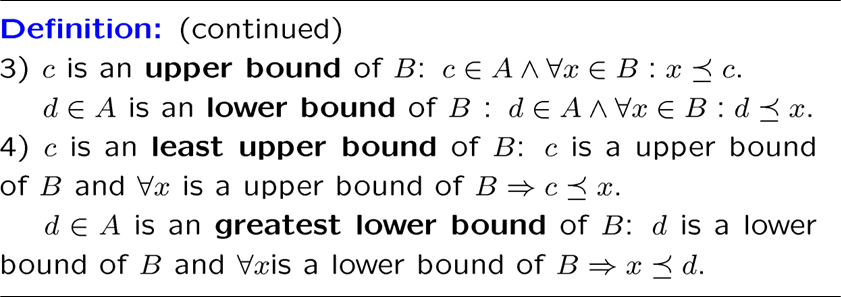 Definition: (continued)
3) c is an upper bound of B: c ∈ A ∧ ∀x ∈ B : x ⪯ c.
d ∈ A is an lower bound of B : d ∈ A ∧ ∀x ∈ B : d ⪯ x.
4) c is an least upper bound of B: c is a upper bound
of B and ∀x is a upper bound of B ⇒ c ⪯ x.
d ∈ A is an greatest lower bound of B: d is a lower
bound of B and ∀xis a lower bound of B ⇒ x ⪯ d.